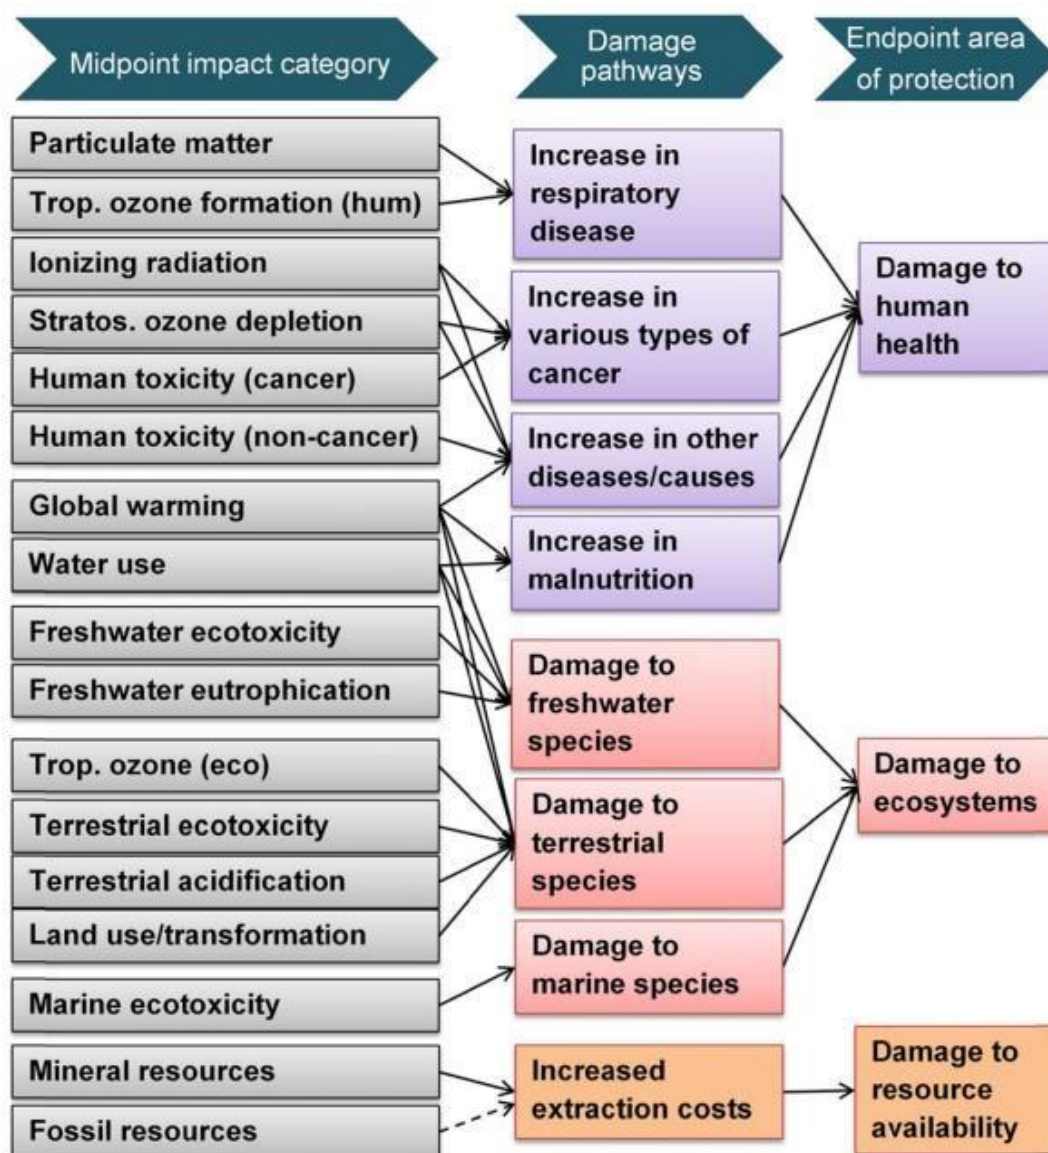 Midpoint impact category
Damage
pathways
Endpoint area
of protection
Particulate matter
Trop. ozone formation (hum)
Ionizing radiation
Stratos. ozone depletion
Human toxicity (cancer)
Human toxicity (non-cancer)
Global warming
Water use
Freshwater ecotoxicity
Freshwater eutrophication
Trop. ozone (eco)
Terrestrial ecotoxicity
Terrestrial acidification
Land use/transformation
Marine ecotoxicity
Mineral resources
Fossil resources
Increase in
respiratory
disease
Increase in
various types of
cancer
Increase in other
diseases/causes
Increase in
malnutrition
Damage to
freshwater
species
Damage to
terrestrial
species
Damage to
marine species
Increased
extraction costs
Damage to
human
health
Damage to
ecosystems
Damage to
resource
availability